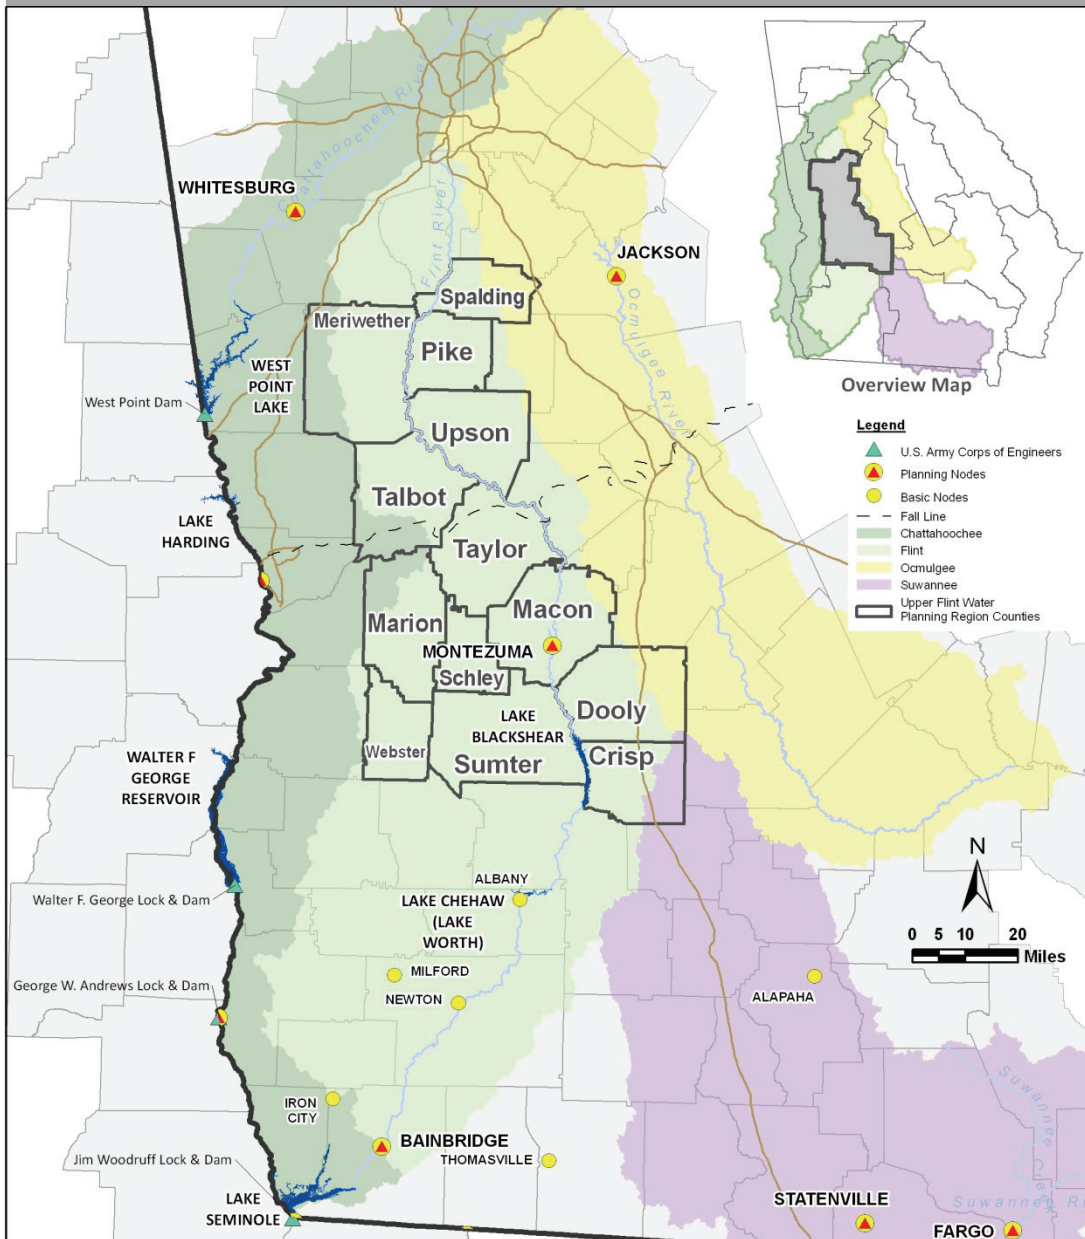 Chattahoochee River
WHITESBURG
Flint River
JACKSON
Ocmulgee River
Spalding
Meriwether
Pike
WEST
POINT
LAKE
West Point Dam
Upson
Talbot
LAKE
HARDING
Taylor
Macon
Marion
MONTEZUMA
Schley
Dooly
LAKE
BLACKSHEAR
Webster
Sumter
Crisp
WALTER F
GEORGE
RESERVOIR
Walter F. George Lock & Dam
ALBANY
LAKE CHEHAW
(LAKE
WORTH)
MILFORD
NEWTON
George W. Andrews Lock & Dam
ALAPAHA
IRON
CITY
BAINBRIDGE
THOMASVILLE
Jim Woodruff Lock & Dam
LAKE
SEMINOLE
STATENVILLE
FARGO
Suwannee Creek
Suwannee Ri
Overview Map
Legend
U.S. Army Corps of Engineers
Planning Nodes
Basic Nodes
Fall Line
Chattahoochee
Flint
Ocmulgee
Suwannee
Upper Flint Water
Planning Region Counties
N
0 5 10 20
Miles